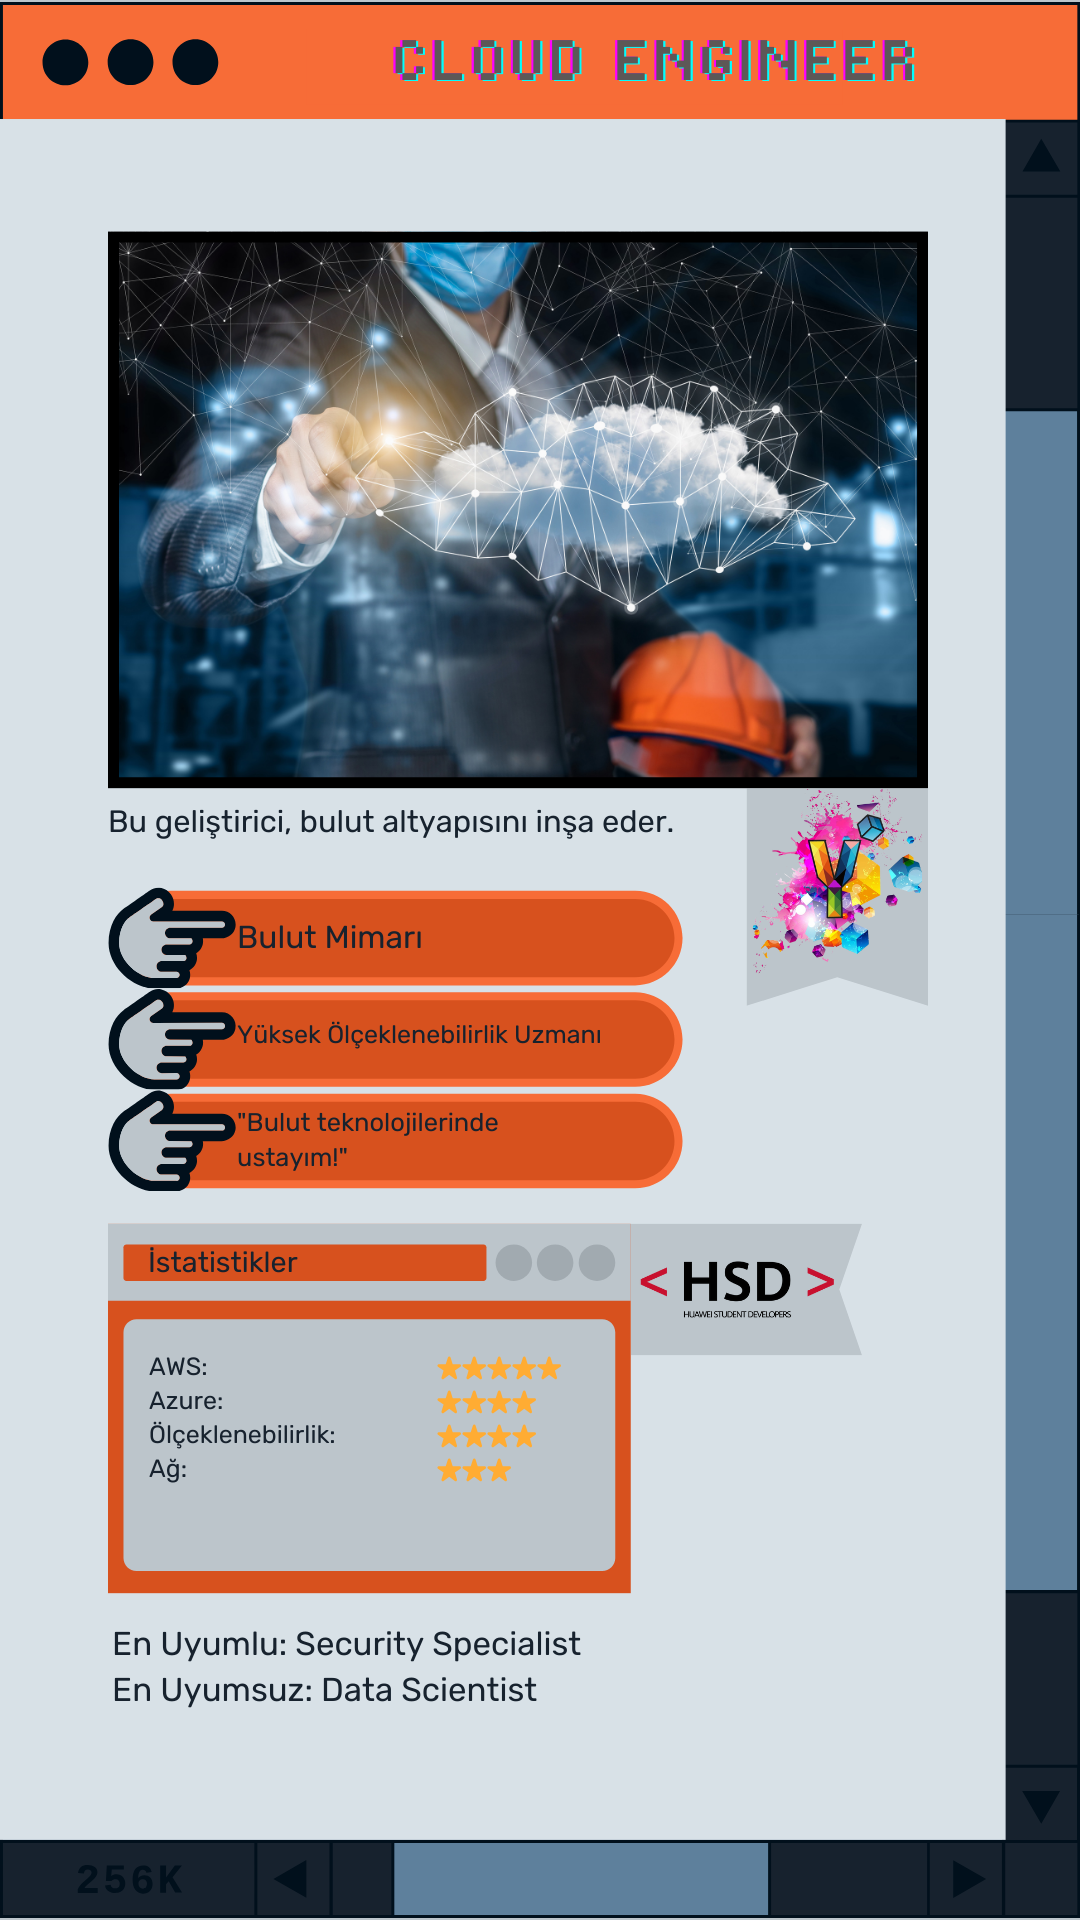 CLOUD ENGINEER
Bu geliştirici, bulut altyapısını inşa eder.
Bulut Mimarı
Yüksek Ölçeklenebilirlik Uzmanı
"Bulut teknolojilerinde
ustayım!"
İstatistikler
< HSD >
HUAWEI STUDENT DEVELOPERS
AWS: ★★★★★
Azure: ★★★★
Ölçeklenebilirlik: ★★★★
Ağ: ★★★
En Uyumlu: Security Specialist
En Uyumsuz: Data Scientist
256K